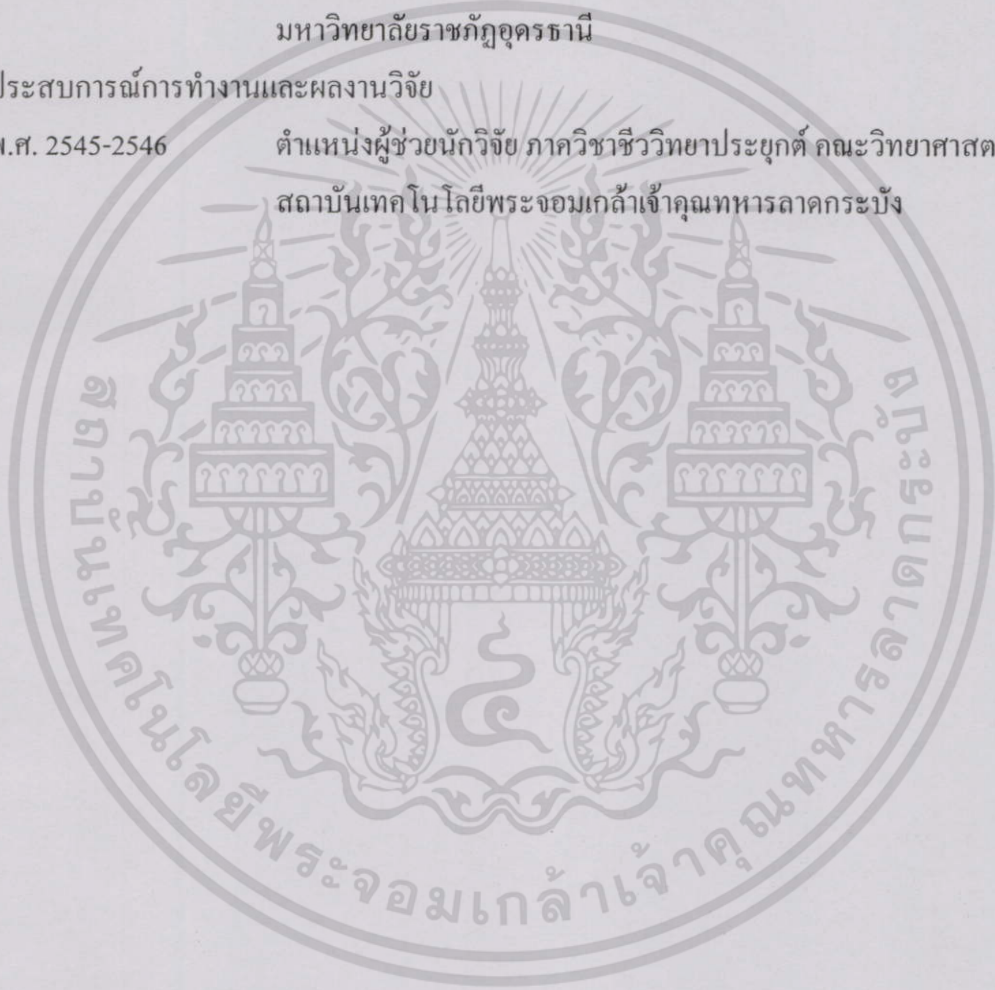 มหาวิทยาลัยราชภัฏอุดรธานี
ประสบการณ์การทำงานและผลงานวิจัย
พ.ศ. 2545-2546 ตำแหน่งผู้ช่วยนักวิจัย ภาควิชาชีววิทยาประยุกต์ คณะวิทยาศาสต
สถาบันเทคโนโลยีพระจอมเกล้าเจ้าคุณทหารลาดกระบัง
สถาบันเทคโนโลยีพระจอมเกล้าเจ้าคุณทหารลาดกระบัง
๔